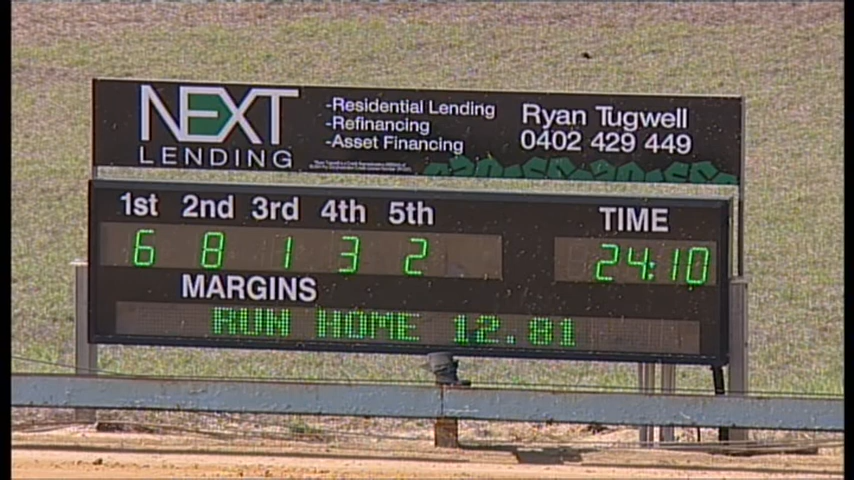 NEXT
LENDING
-Residential Lending
-Refinancing
-Asset Financing
Ryan Tugwell
0402 429 449
1st 2nd 3rd 4th 5th TIME
6 8 1 3 2 24:10
MARGINS
RUN HOME 12.81